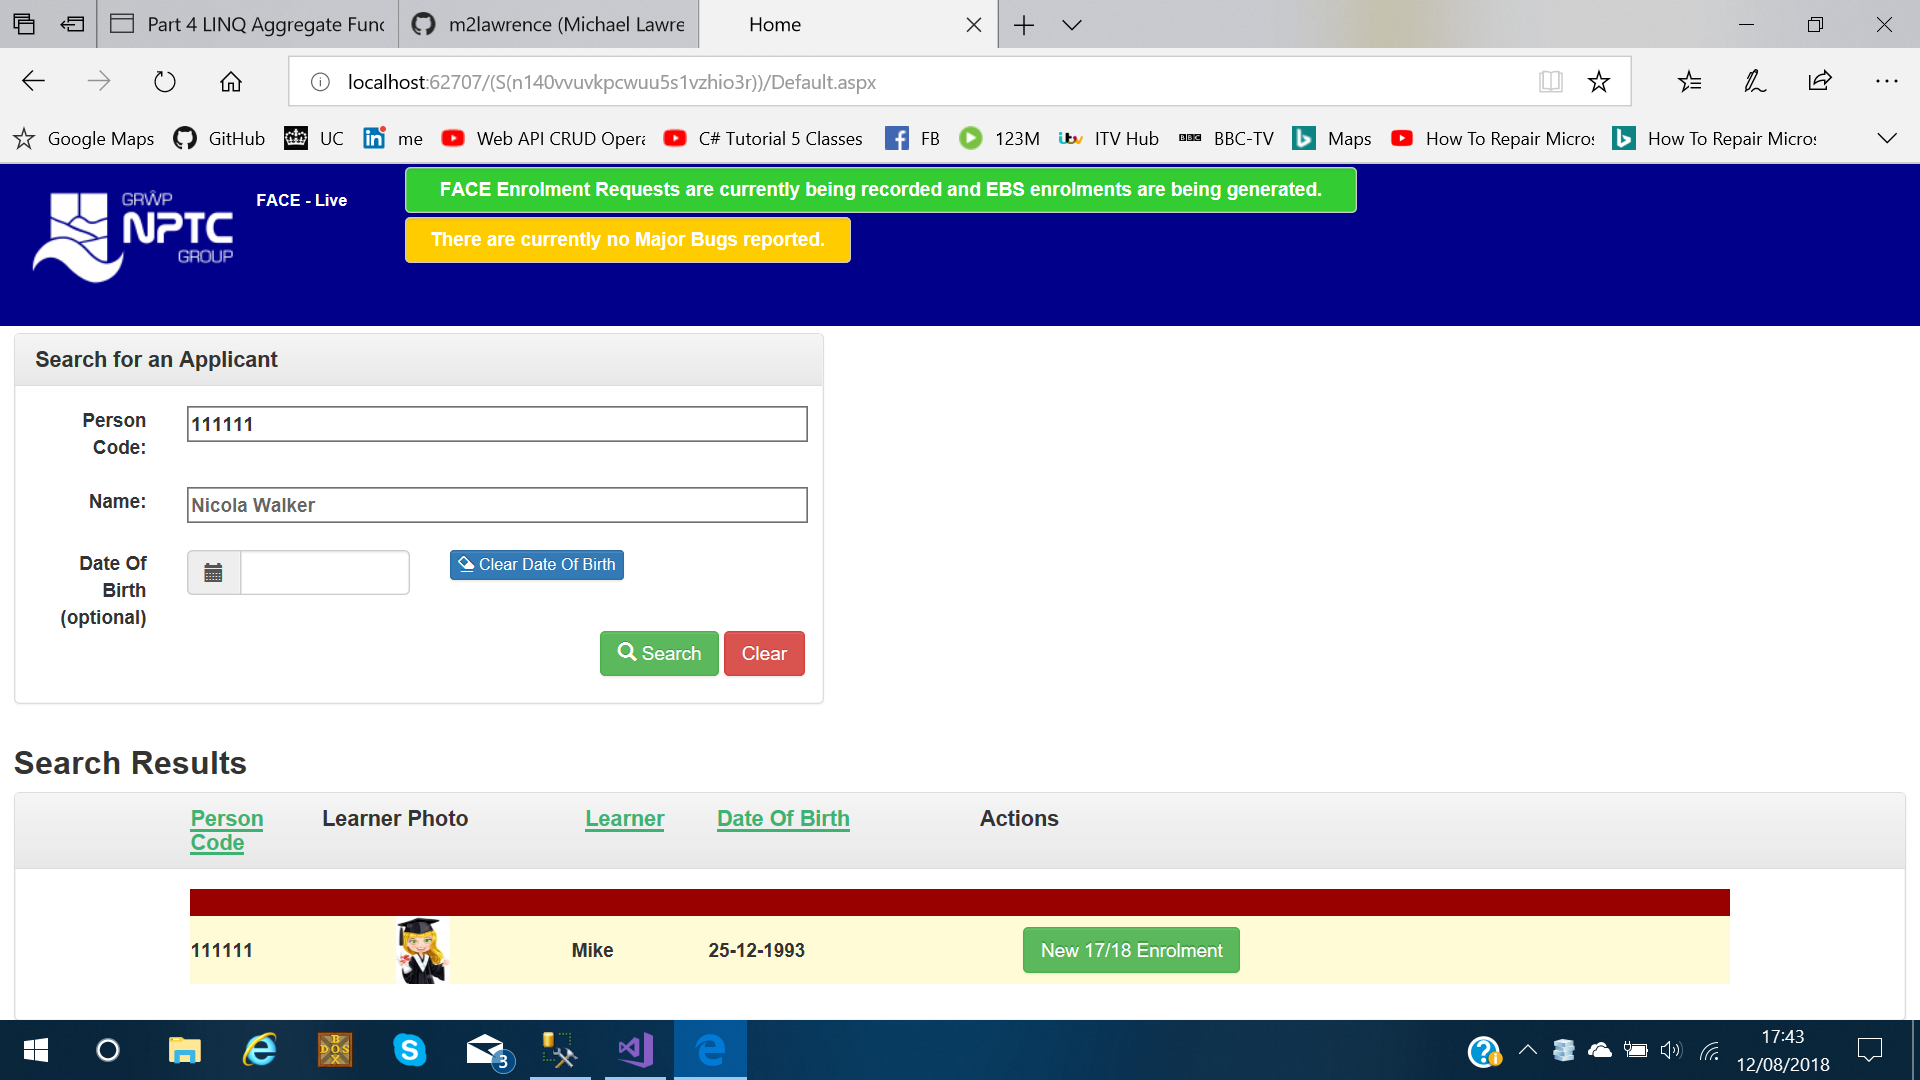 Part 4 LINQ Aggregate Func
m2lawrence (Michael Lawre
Home
localhost:62707/(S(n140vvuvkpcwuu5s1vzhio3r))/Default.aspx
Google Maps
GitHub
UC
me
Web API CRUD Opera
C# Tutorial 5 Classes
FB
123M
itv
ITV Hub
BBC
BBC-TV
Maps
How To Repair Micros
How To Repair Micros
GRŴP
NPTC
GROUP
FACE - Live
FACE Enrolment Requests are currently being recorded and EBS enrolments are being generated.
There are currently no Major Bugs reported.
Search for an Applicant
Person
Code:
111111
Name:
Nicola Walker
Date Of
Birth
(optional)
Clear Date Of Birth
Search
Clear
Search Results
Person
Code
Learner Photo
Learner
Date Of Birth
Actions
111111
Mike
25-12-1993
New 17/18 Enrolment
DOS
BOX
3
17:43
12/08/2018